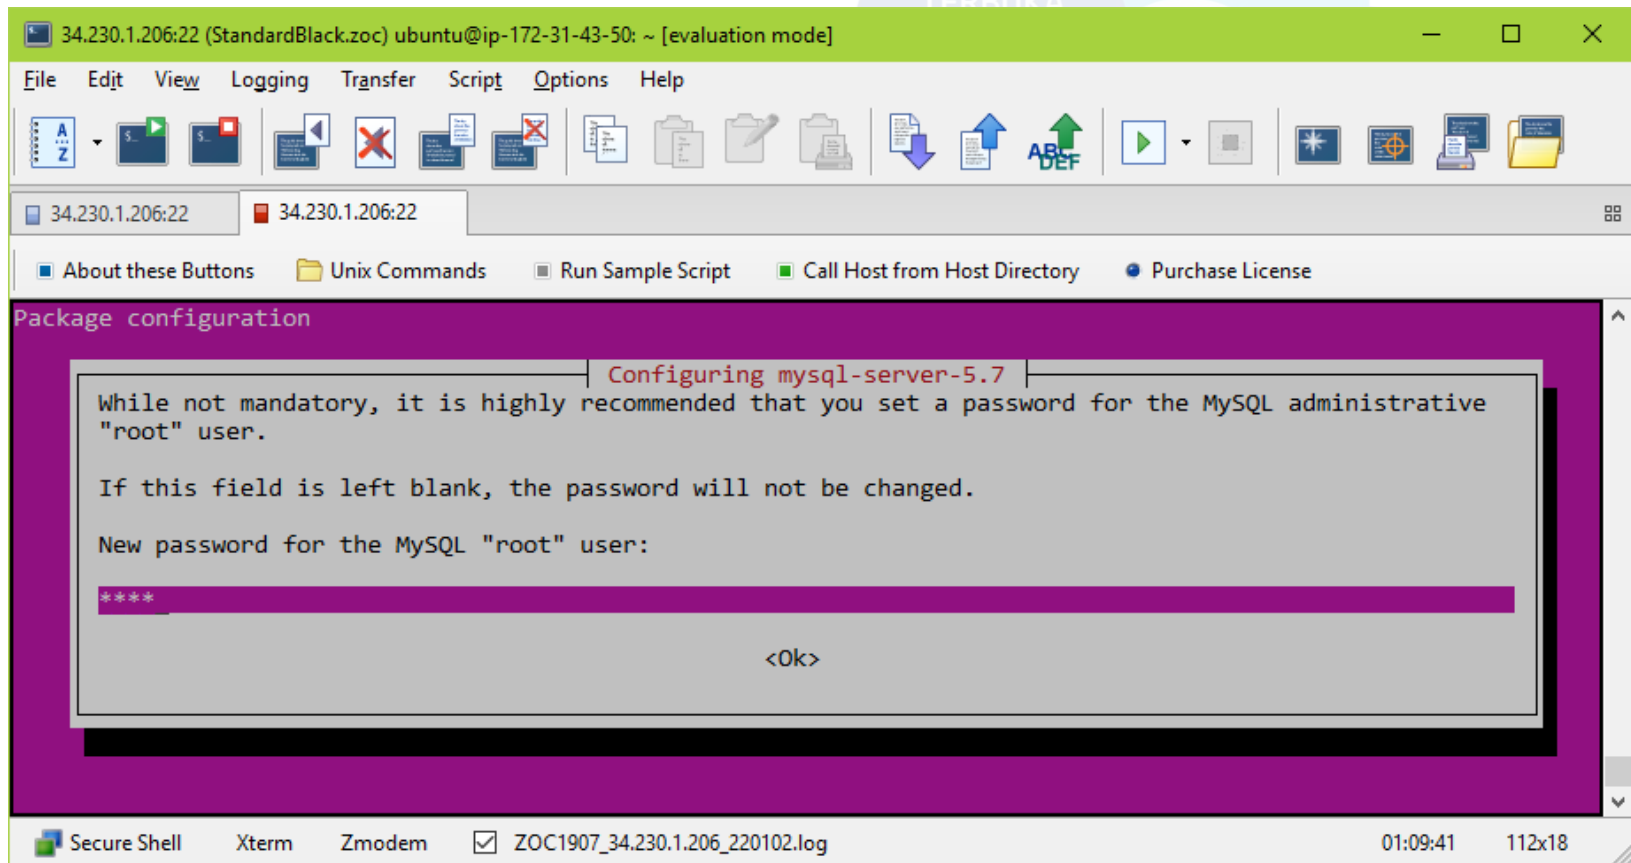 TERBUKA
34.230.1.206:22 (StandardBlack.zoc) ubuntu@ip-172-31-43-50: ~ [evaluation mode]
File Edit View Logging Transfer Script Options Help
34.230.1.206:22 34.230.1.206:22
About these Buttons Unix Commands Run Sample Script Call Host from Host Directory Purchase License
Package configuration
Configuring mysql-server-5.7
While not mandatory, it is highly recommended that you set a password for the MySQL administrative
"root" user.
If this field is left blank, the password will not be changed.
New password for the MySQL "root" user:
****
<Ok>
Secure Shell Xterm Zmodem ZOC1907_34.230.1.206_220102.log 01:09:41 112x18